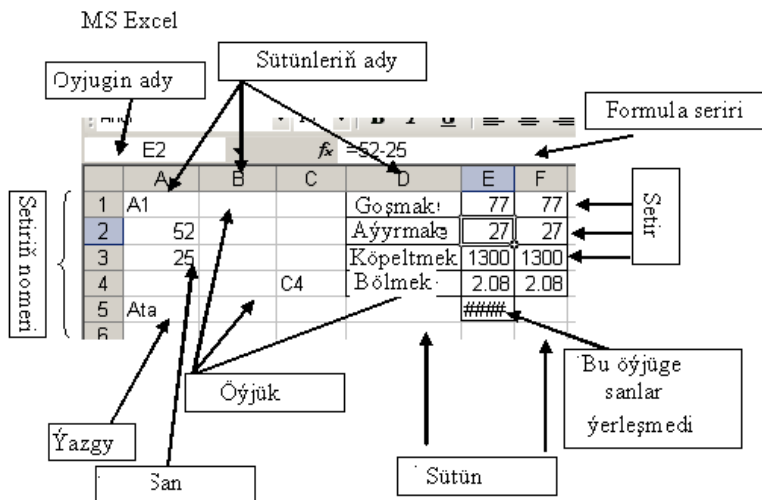 MS Excel
Sütünleriň ady
Oyjugin ady
Formula seriri
E2 fx =52-25
A B C D E F
1 A1 Goşmak 77 77
2 52 Aýyrmak 27 27
3 25 Köpeltmek 1300 1300
4 C4 Bölmek 2.08 2.08
5 Ata ####
6
Setiriň nomeri
Setir
Öýjük
Bu öýjüge
sanlar
ýerleşmedi
Ýazgy
San
Sütün